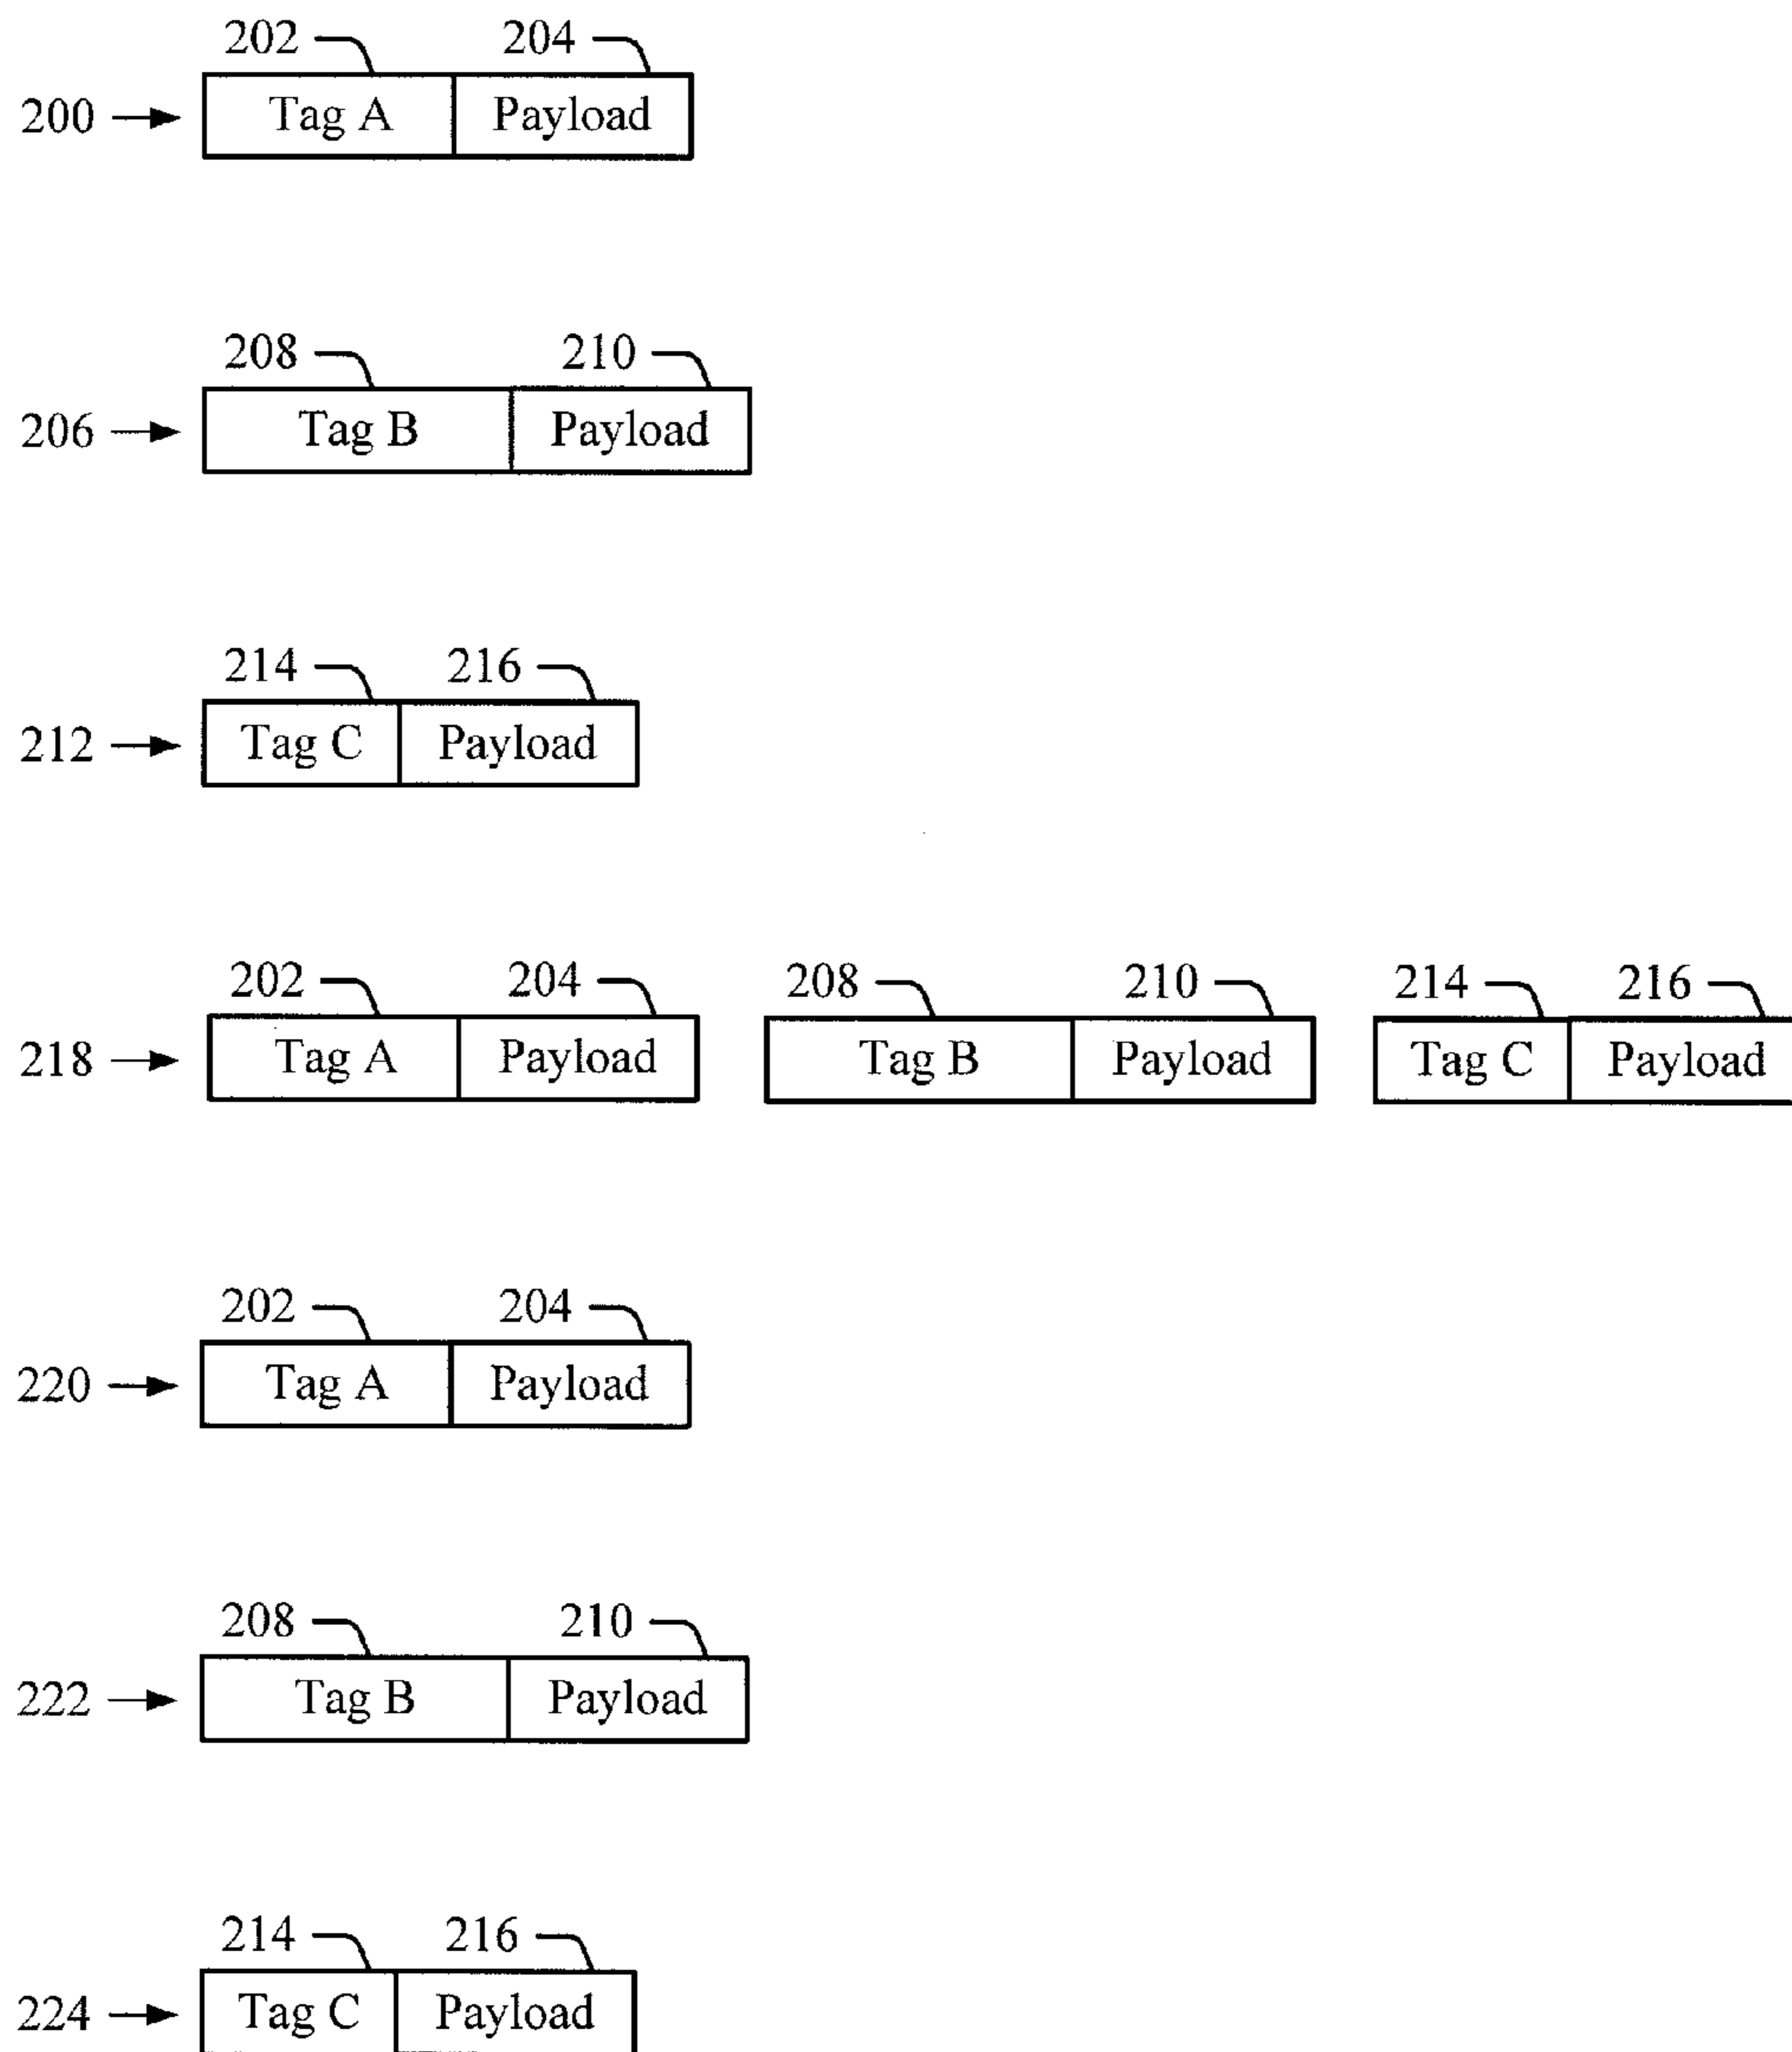 202 204
200 Tag A Payload
208 210
206 Tag B Payload
214 216
212 Tag C Payload
202 204 208 210 214 216
218 Tag A Payload Tag B Payload Tag C Payload
202 204
220 Tag A Payload
208 210
222 Tag B Payload
214 216
224 Tag C Payload